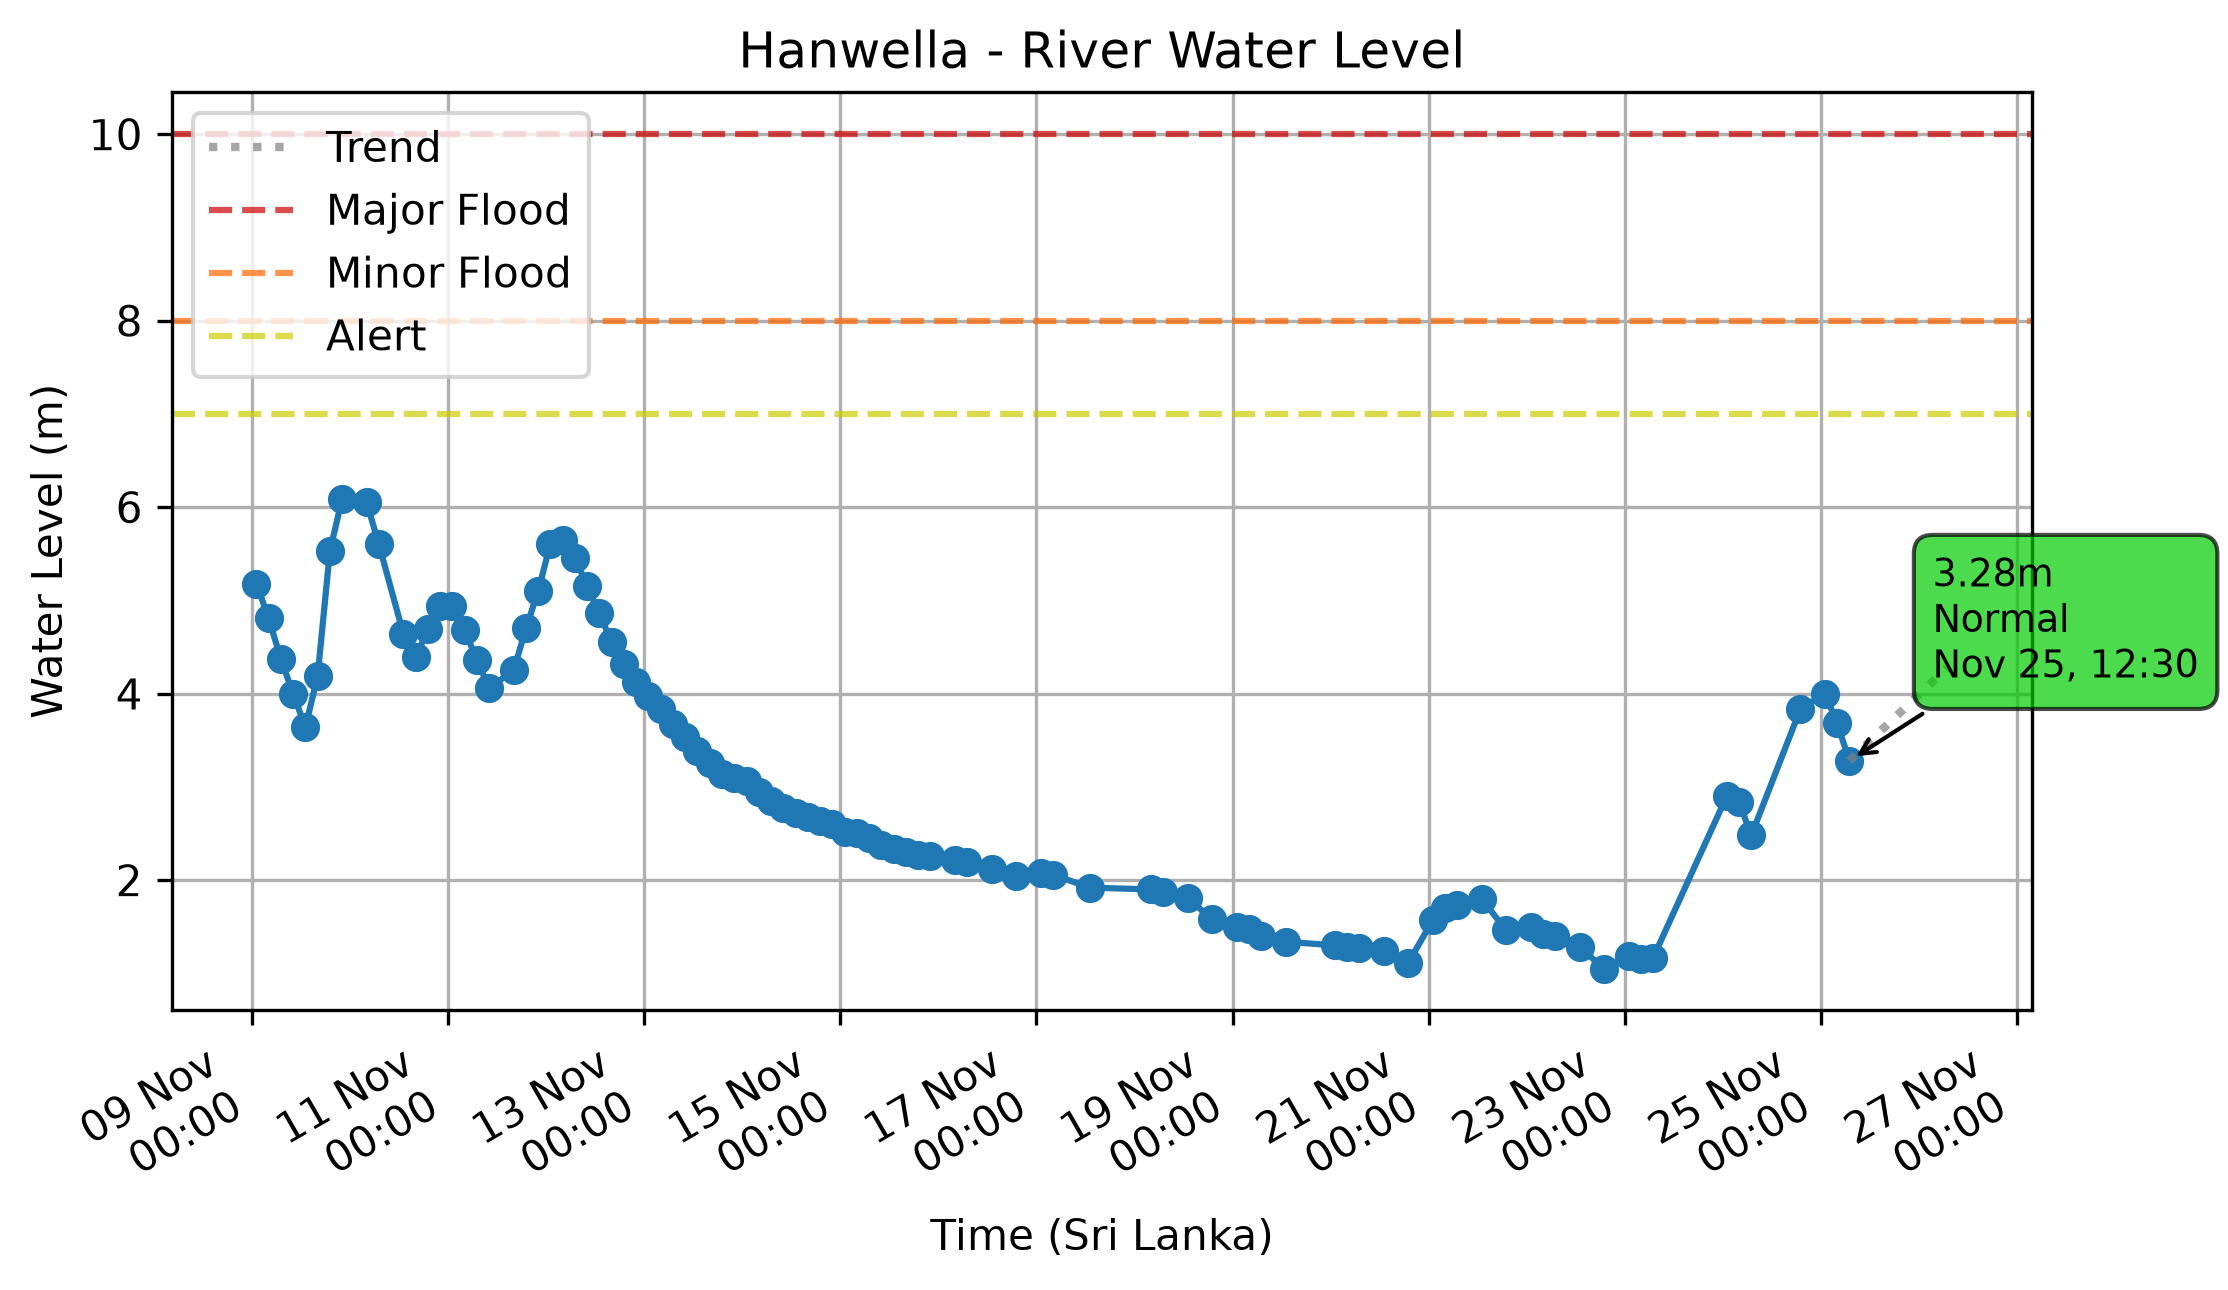 Hanwella - River Water Level
Trend
Major Flood
Minor Flood
Alert
10
8
6
4
2
Water Level (m)
3.28m
Normal
Nov 25, 12:30
09 Nov
00:00
11 Nov
00:00
13 Nov
00:00
15 Nov
00:00
17 Nov
00:00
19 Nov
00:00
21 Nov
00:00
23 Nov
00:00
25 Nov
00:00
27 Nov
00:00
Time (Sri Lanka)